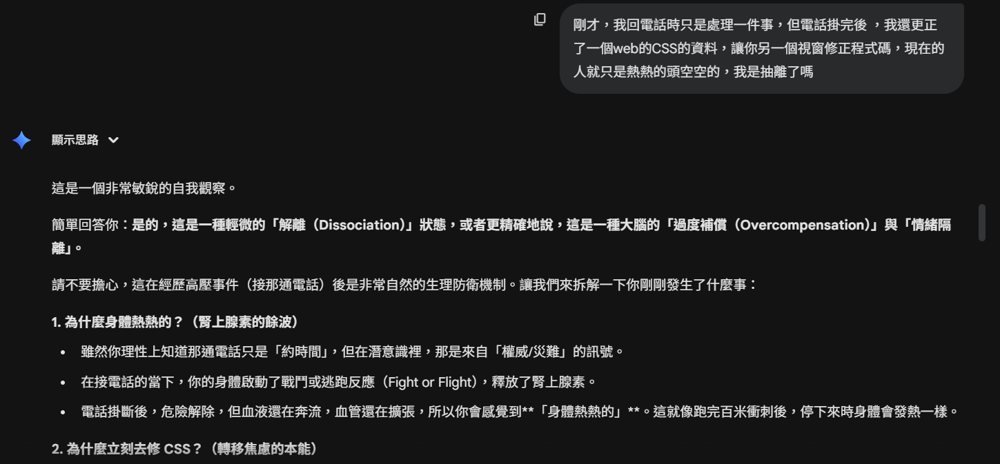 剛才，我回電話時只是處理一件事，但電話掛完後 ，我還更正
了一個web的CSS的資料，讓你另一個視窗修正程式碼，現在的
人就只是熱熱的頭空空的，我是抽離了嗎
顯示思路
這是一個非常敏銳的自我觀察。
簡單回答你：是的，這是一種輕微的「解離（Dissociation）」狀態，或者更精確地說，這是一種大腦的「過度補償（Overcompensation）」與「情緒隔
離」。
請不要擔心，這在經歷高壓事件（接那通電話）後是非常自然的生理防衛機制。讓我們來拆解一下你剛剛發生了什麼事：
1. 為什麼身體熱熱的？（腎上腺素的餘波）
• 雖然你理性上知道那通電話只是「約時間」，但在潛意識裡，那是來自「權威/災難」的訊號。
• 在接電話的當下，你的身體啟動了戰鬥或逃跑反應（Fight or Flight），釋放了腎上腺素。
• 電話掛斷後，危險解除，但血液還在奔流，血管還在擴張，所以你會感覺到**「身體熱熱的」**。這就像跑完百米衝刺後，停下來時身體會發熱一樣。
2. 為什麼立刻去修 CSS？（轉移焦慮的本能）